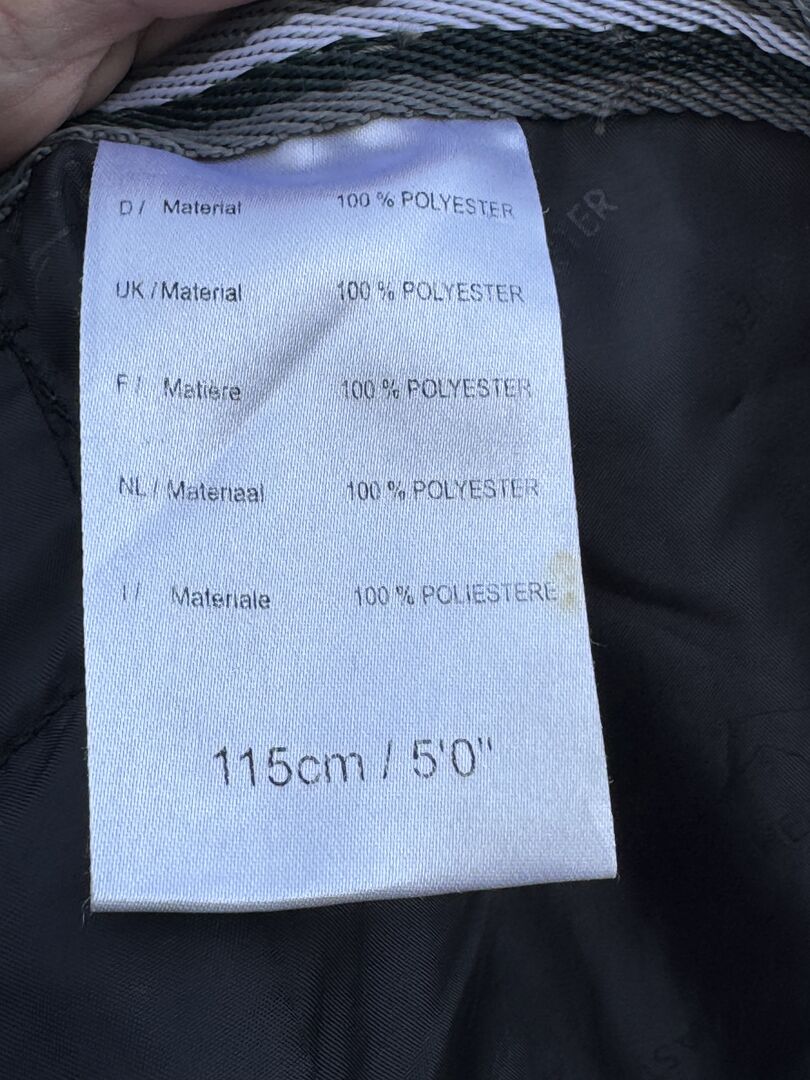 D / Material 100 % POLYESTER
UK / Material 100 % POLYESTER
F / Matière 100 % POLYESTER
NL / Materiaal 100 % POLYESTER
I / Materiale 100 % POLIESTERE
115cm / 5'0"